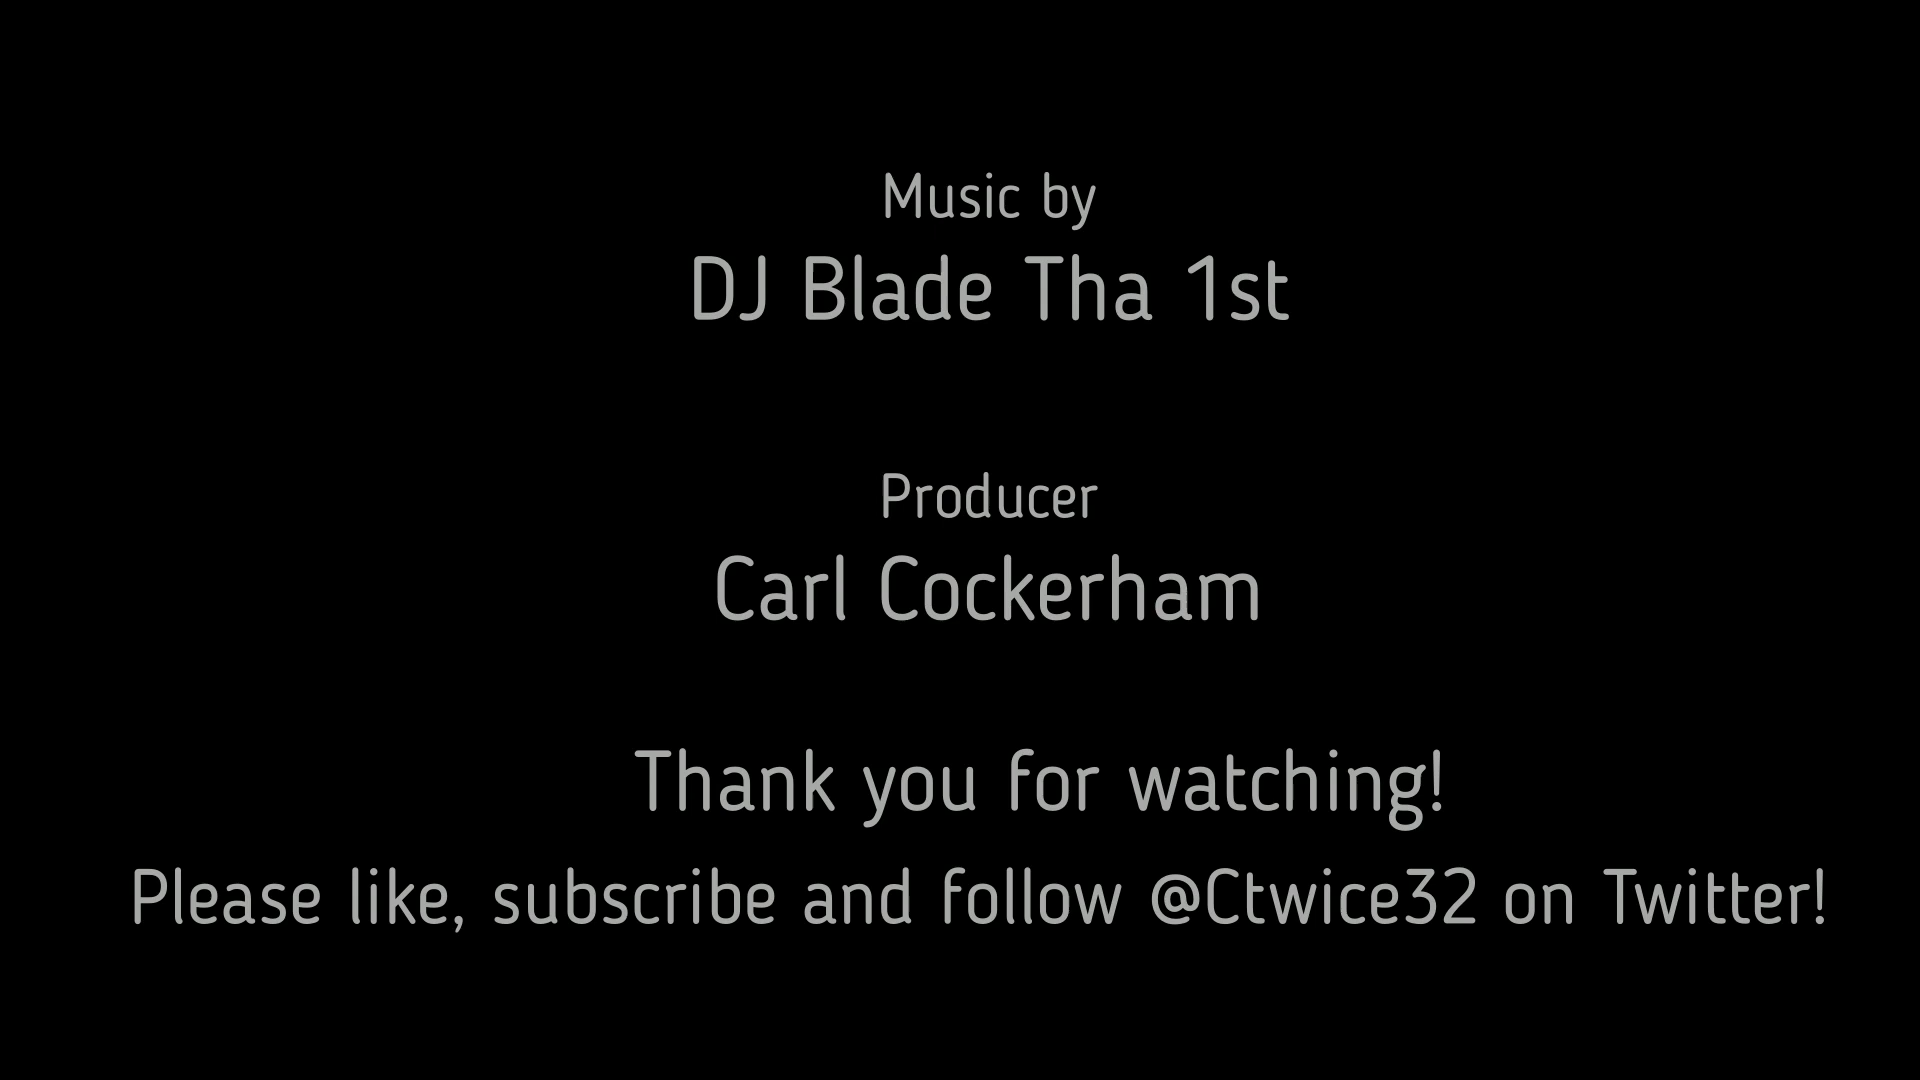 Music by
DJ Blade Tha 1st
Producer
Carl Cockerham
Thank you for watching!
Please like, subscribe and follow @Ctwice32 on Twitter!